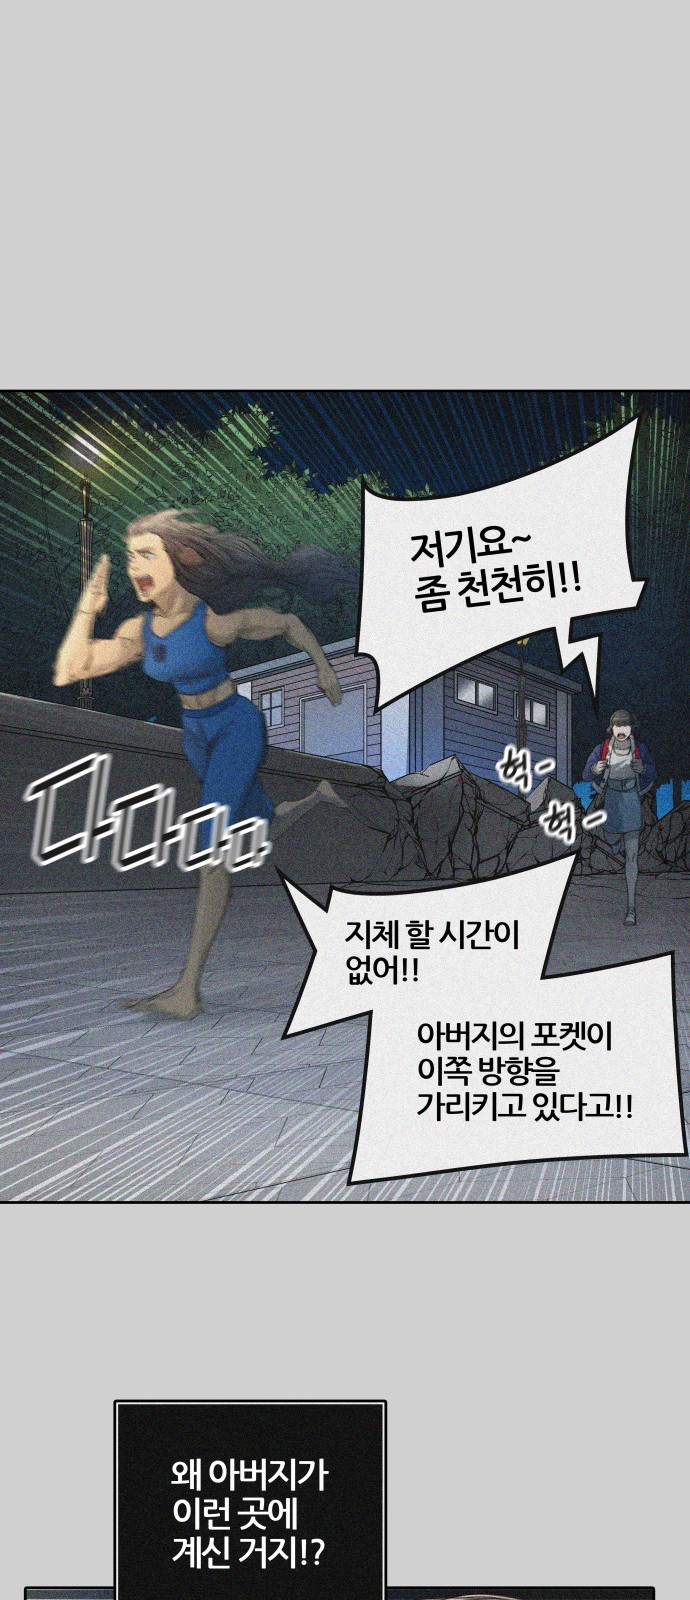 저기요~
좀 천천히!!
헉-
헉-
다다다다
지체 할 시간이
없어!!
아버지의 포켓이
이쪽 방향을
가리키고 있다고!!
왜 아버지가
이런 곳에
계신 거지!?